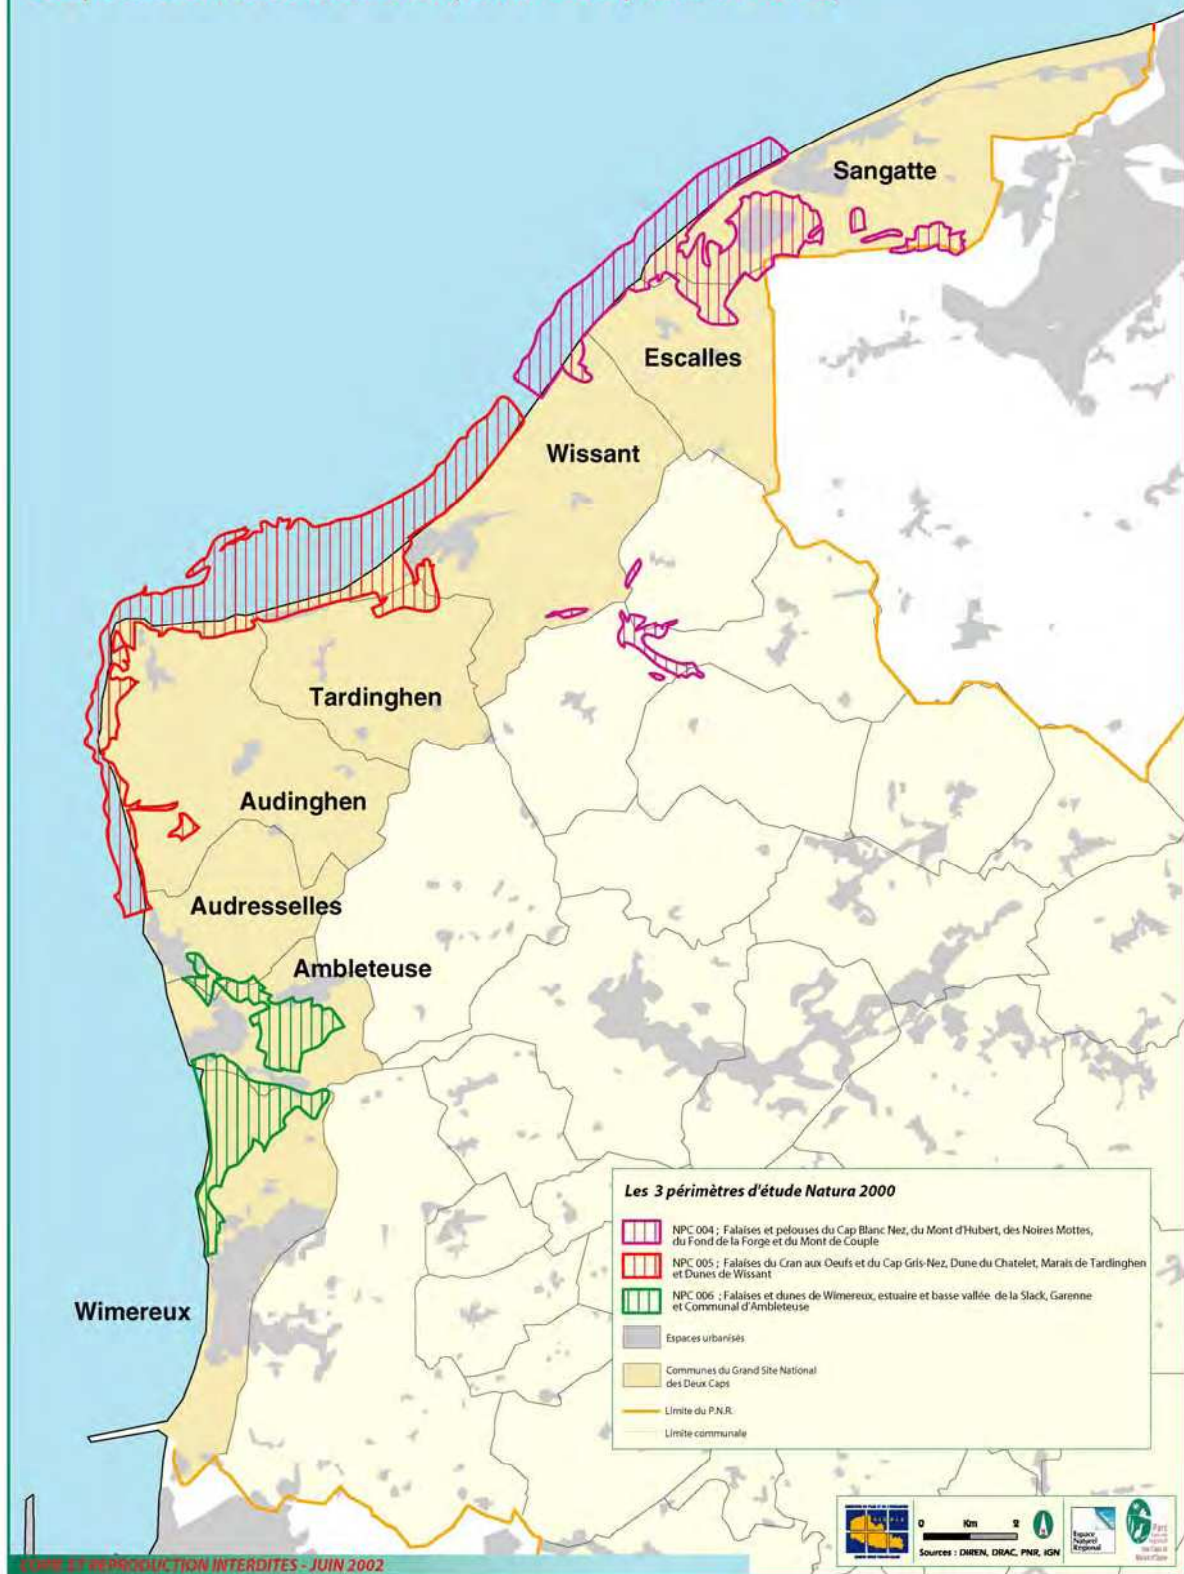 Sangatte
Escalles
Wissant
Tardinghen
Audinghen
Audresselles
Ambleteuse
Wimereux
Les 3 périmètres d'étude Natura 2000
NPC 004 ; Falaises et pelouses du Cap Blanc Nez, du Mont d'Hubert, des Noires Mottes,
du Fond de la Forge et du Mont de Couple
NPC 005 ; Falaises du Cran aux Oeufs et du Cap Gris-Nez, Dune du Chatelet, Marais de Tardinghen
et Dunes de Wissant
NPC 006 ; Falaises et dunes de Wimereux, estuaire et basse vallée de la Slack, Garenne
et Communal d'Ambleteuse
Espaces urbanisés
Communes du Grand Site National
des Deux Caps
Limite du P.N.R.
Limite communale
0 Km 2
Sources : DIREN, DRAC, PNR, IGN
Espace
Naturel
Régional
Parc
COPIE ET REPRODUCTION INTERDITES - JUIN 2002